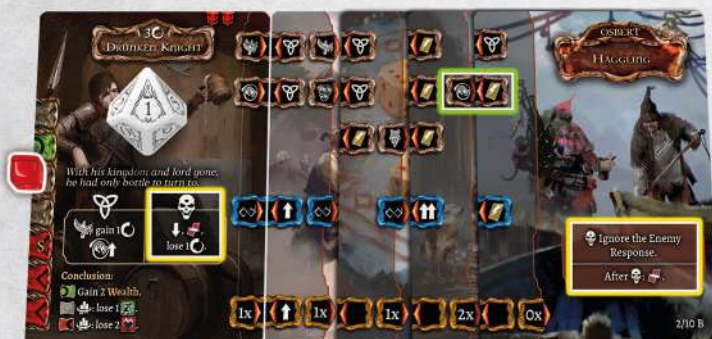 3
DRUNKEN KNIGHT
1
With his kingdom and lord gone,
he had only bottle to turn to.
gain 1
lose 1
Conclusion:
Gain 2 Wealth.
: lose 1
: lose 2
S
1x
1x
1x
2x
0x
OSBERT
HAGGLING
Ignore the Enemy
Response.
After :
2/10 B